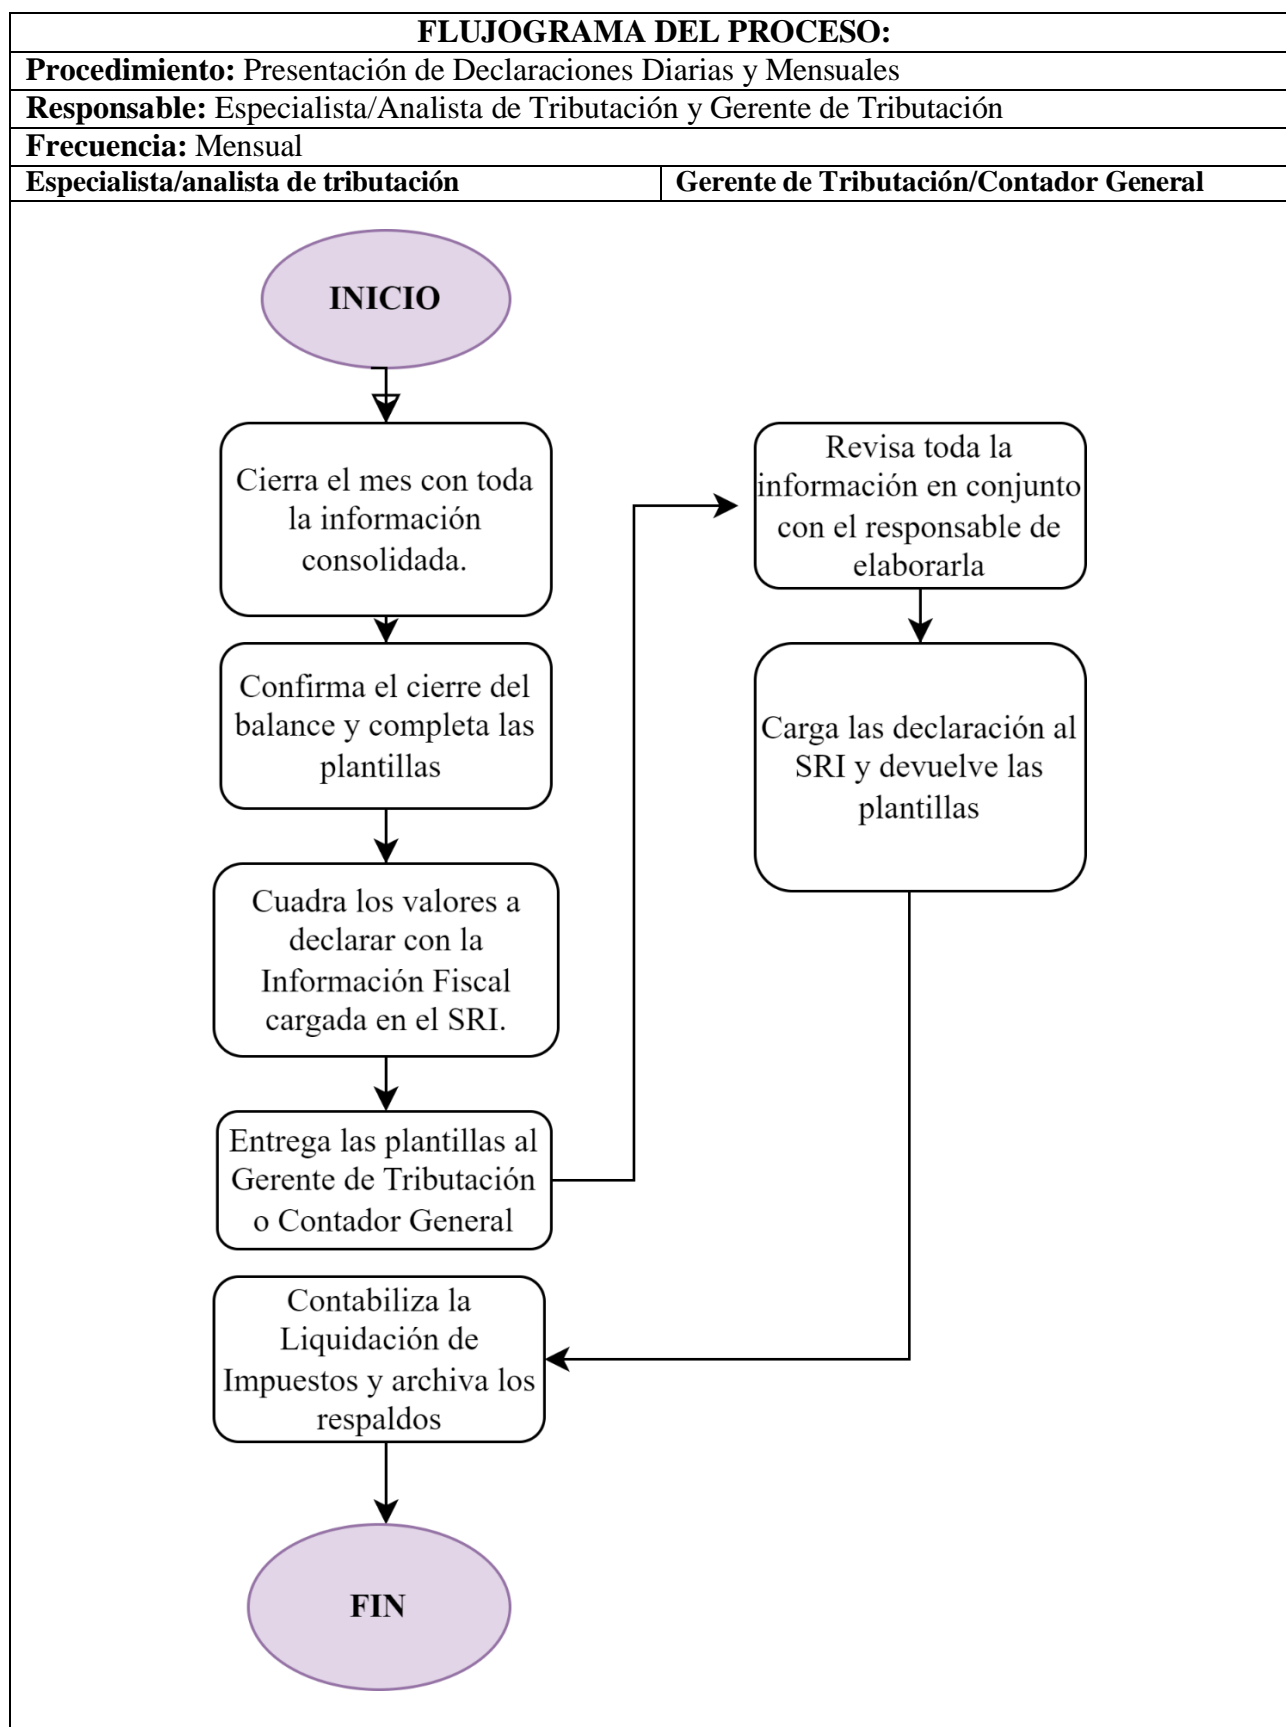 FLUJOGRAMA DEL PROCESO:
Procedimiento: Presentación de Declaraciones Diarias y Mensuales
Responsable: Especialista/Analista de Tributación y Gerente de Tributación
Frecuencia: Mensual
Especialista/analista de tributación
Gerente de Tributación/Contador General
INICIO
Cierra el mes con toda
la información
consolidada.
Confirma el cierre del
balance y completa las
plantillas
Cuadra los valores a
declarar con la
Información Fiscal
cargada en el SRI.
Entrega las plantillas al
Gerente de Tributación
o Contador General
Revisa toda la
información en conjunto
con el responsable de
elaborarla
Carga las declaración al
SRI y devuelve las
plantillas
Contabiliza la
Liquidación de
Impuestos y archiva los
respaldos
FIN